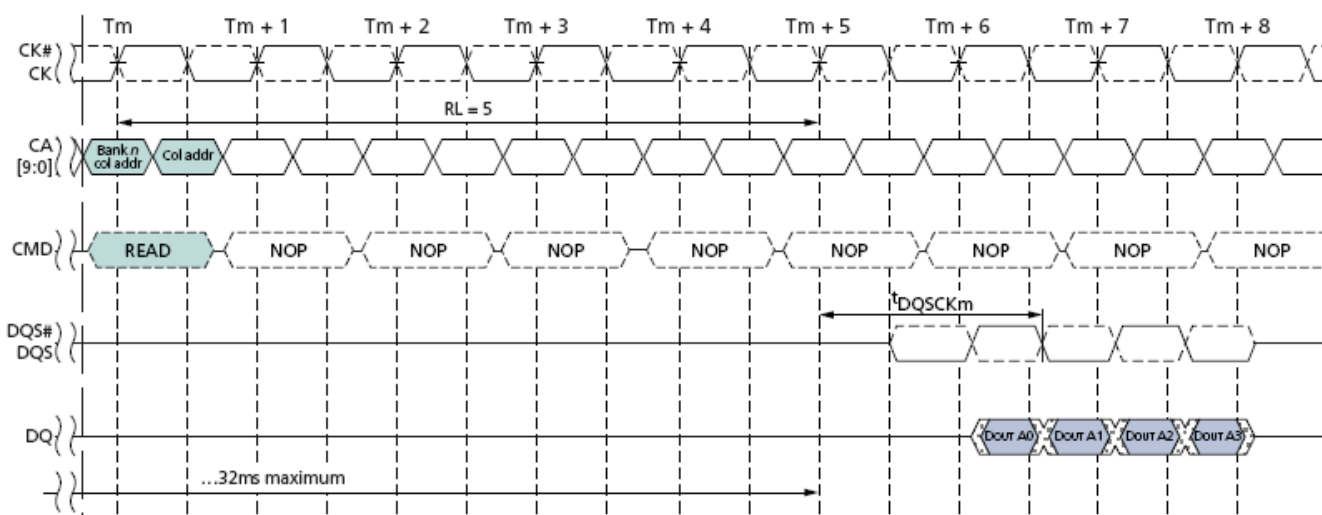 Tm Tm + 1 Tm + 2 Tm + 3 Tm + 4 Tm + 5 Tm + 6 Tm + 7 Tm + 8
CK#
CK
RL = 5
CA
[9:0]
Bank n
col addr
Col addr
CMD
READ NOP NOP NOP NOP NOP NOP NOP NOP
tDQSCKm
DQS#
DQS
DQ
DOUT A0 DOUT A1 DOUT A2 DOUT A3
...32ms maximum